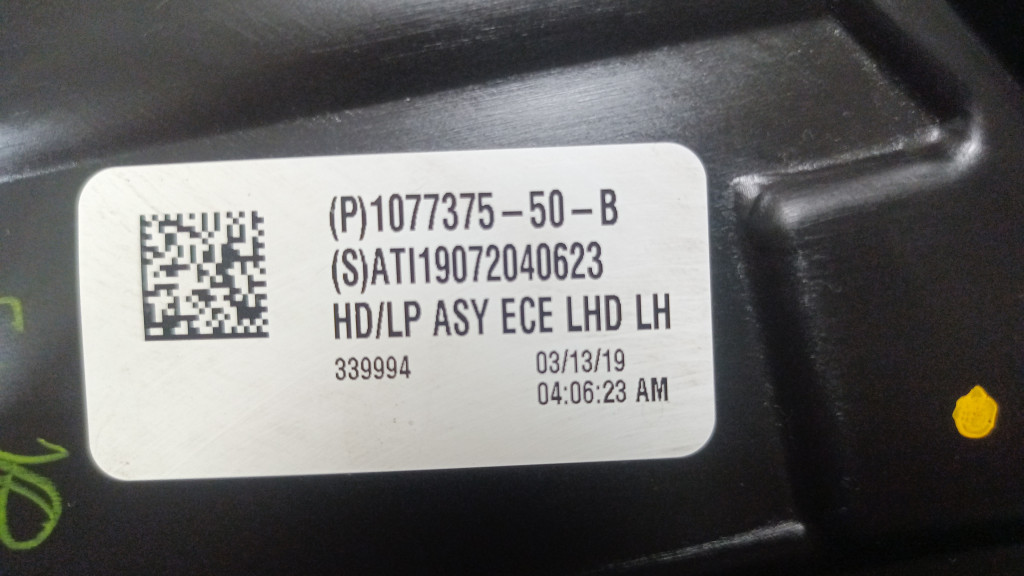 (P)1077375-50-B
(S)ATI19072040623
HD/LP ASY ECE LHD LH
339994 03/13/19
04:06:23 AM